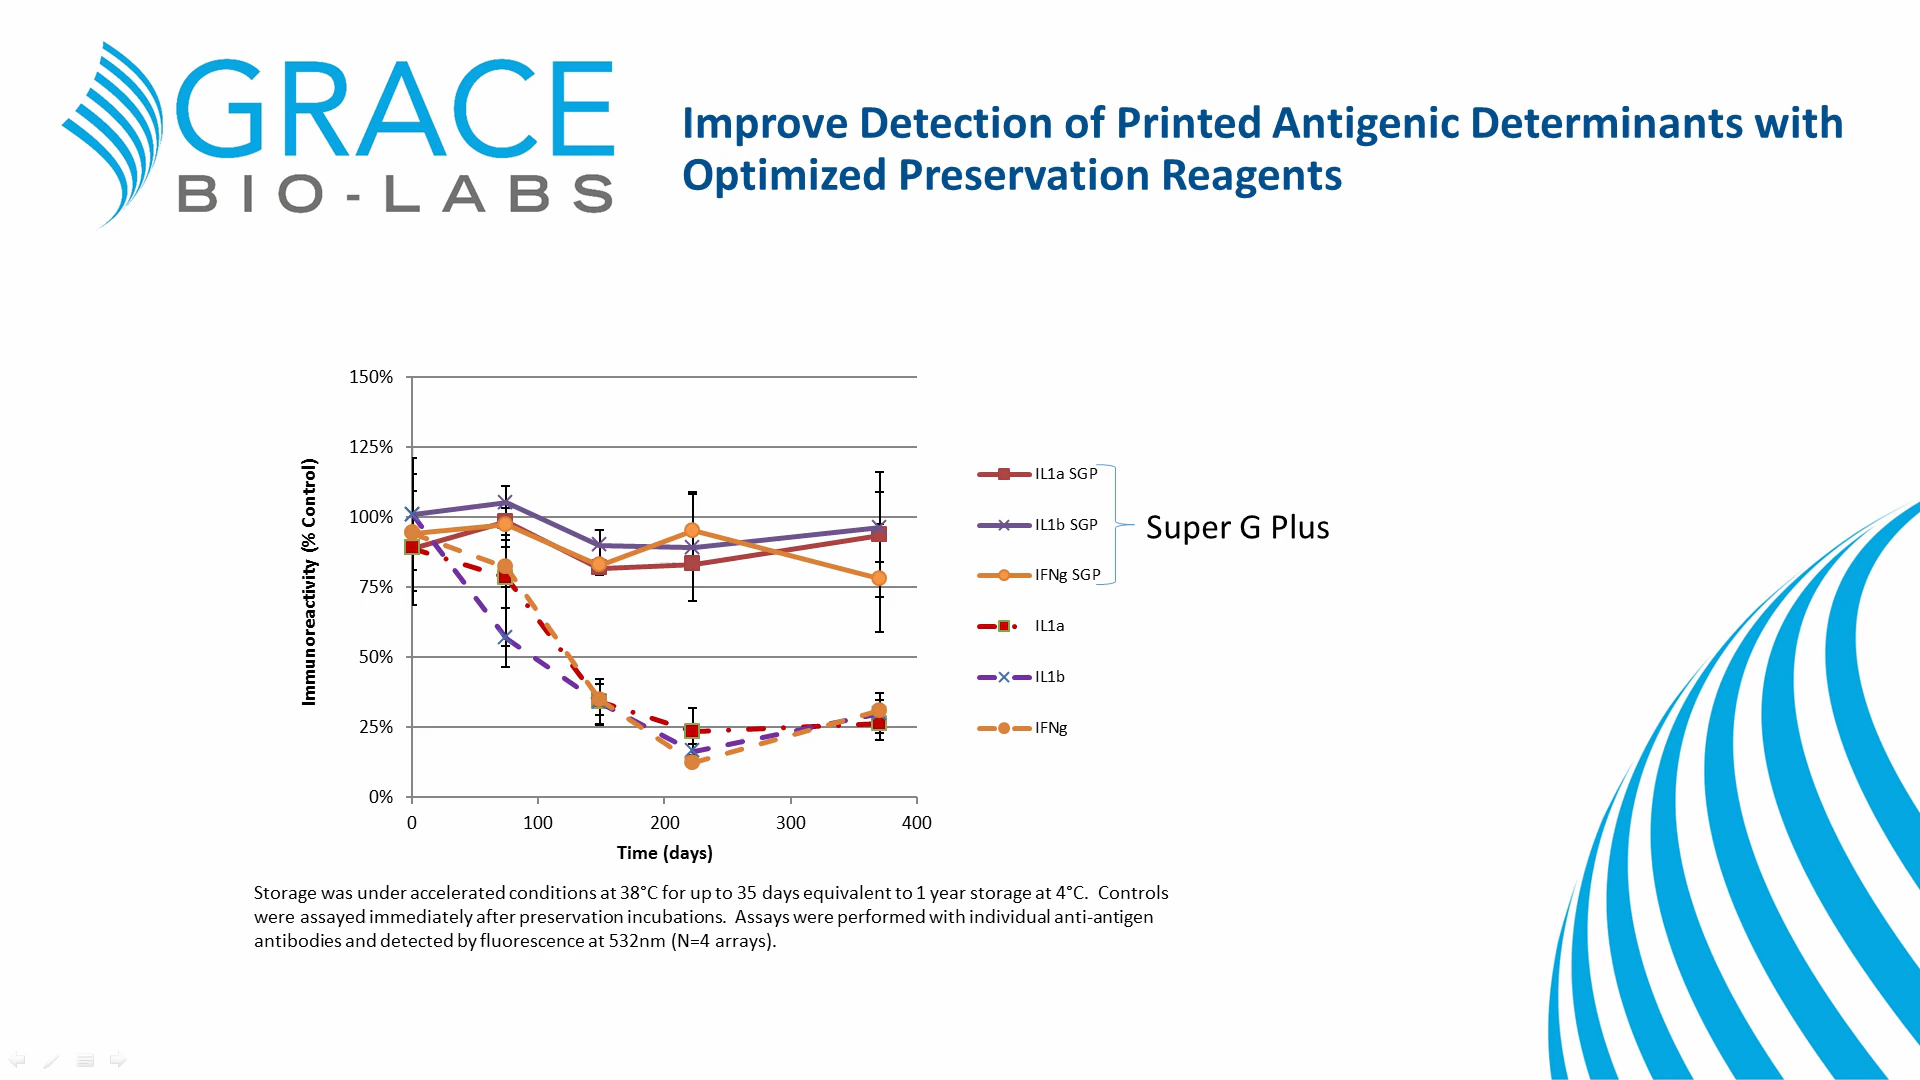 GRACE
BIO-LABS
Improve Detection of Printed Antigenic Determinants with
Optimized Preservation Reagents
150%
125%
100%
75%
50%
25%
0%
Immunoreactivity (% Control)
0 100 200 300 400
Time (days)
IL1a SGP
IL1b SGP
IFNg SGP
Super G Plus
IL1a
IL1b
IFNg
Storage was under accelerated conditions at 38°C for up to 35 days equivalent to 1 year storage at 4°C. Controls
were assayed immediately after preservation incubations. Assays were performed with individual anti-antigen
antibodies and detected by fluorescence at 532nm (N=4 arrays).